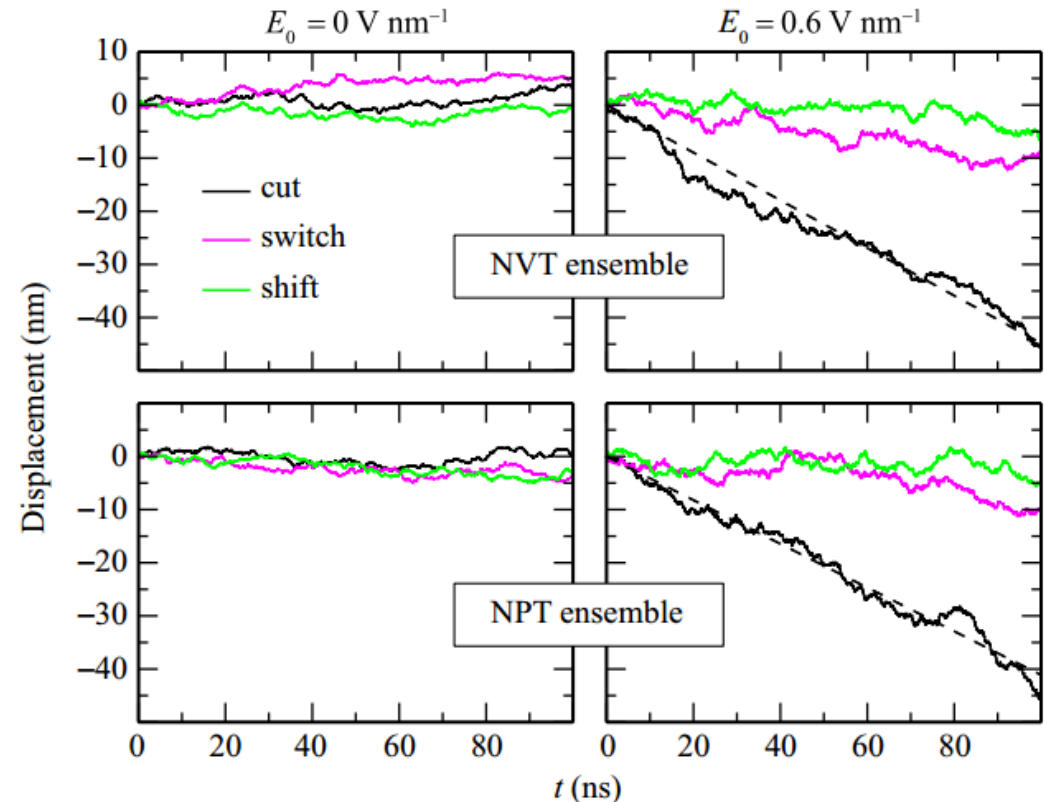 E₀ = 0 V nm⁻¹
E₀ = 0.6 V nm⁻¹
10
0
−10
−20
−30
−40
cut
switch
shift
NVT ensemble
Displacement (nm)
0
−10
−20
−30
−40
NPT ensemble
0 20 40 60 80
0 20 40 60 80
t (ns)